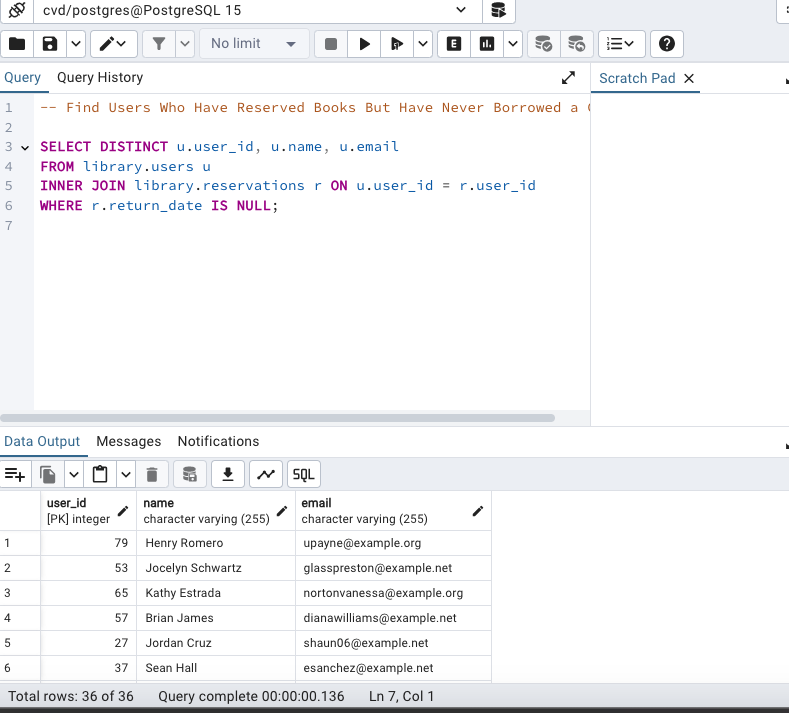 cvd/postgres@PostgreSQL 15
No limit
E
Query Query History Scratch Pad
1 -- Find Users Who Have Reserved Books But Have Never Borrowed a
2
3 SELECT DISTINCT u.user_id, u.name, u.email
4 FROM library.users u
5 INNER JOIN library.reservations r ON u.user_id = r.user_id
6 WHERE r.return_date IS NULL;
7
Data Output Messages Notifications
SQL
user_id name email
[PK] integer character varying (255) character varying (255)
1 79 Henry Romero upayne@example.org
2 53 Jocelyn Schwartz glasspreston@example.net
3 65 Kathy Estrada nortonvanessa@example.org
4 57 Brian James dianawilliams@example.net
5 27 Jordan Cruz shaun06@example.net
6 37 Sean Hall esanchez@example.net
Total rows: 36 of 36 Query complete 00:00:00.136 Ln 7, Col 1